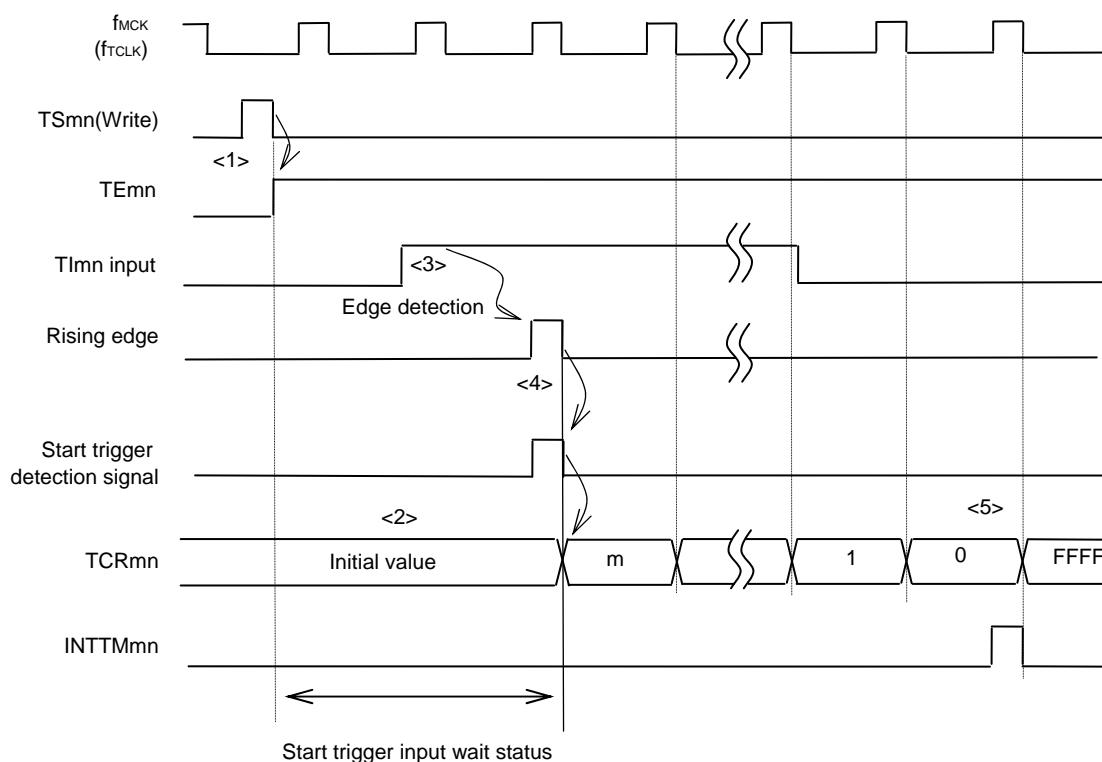 fMCK
(fTCLK)
TSmn(Write)
<1>
TEmn
TImn input
<3>
Edge detection
Rising edge
<4>
Start trigger
detection signal
<2>
<5>
TCRmn
Initial value
m
1
0
FFFF
INTTMmn
Start trigger input wait status